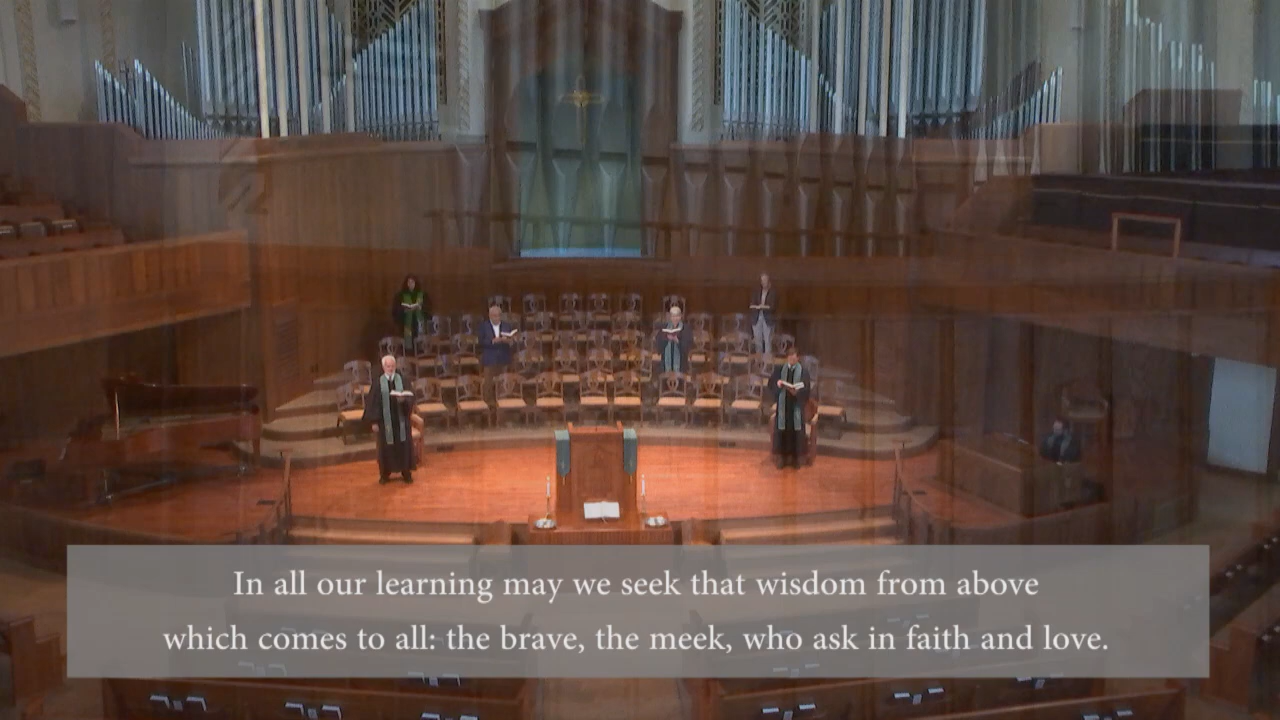 In all our learning may we seek that wisdom from above
which comes to all: the brave, the meek, who ask in faith and love.